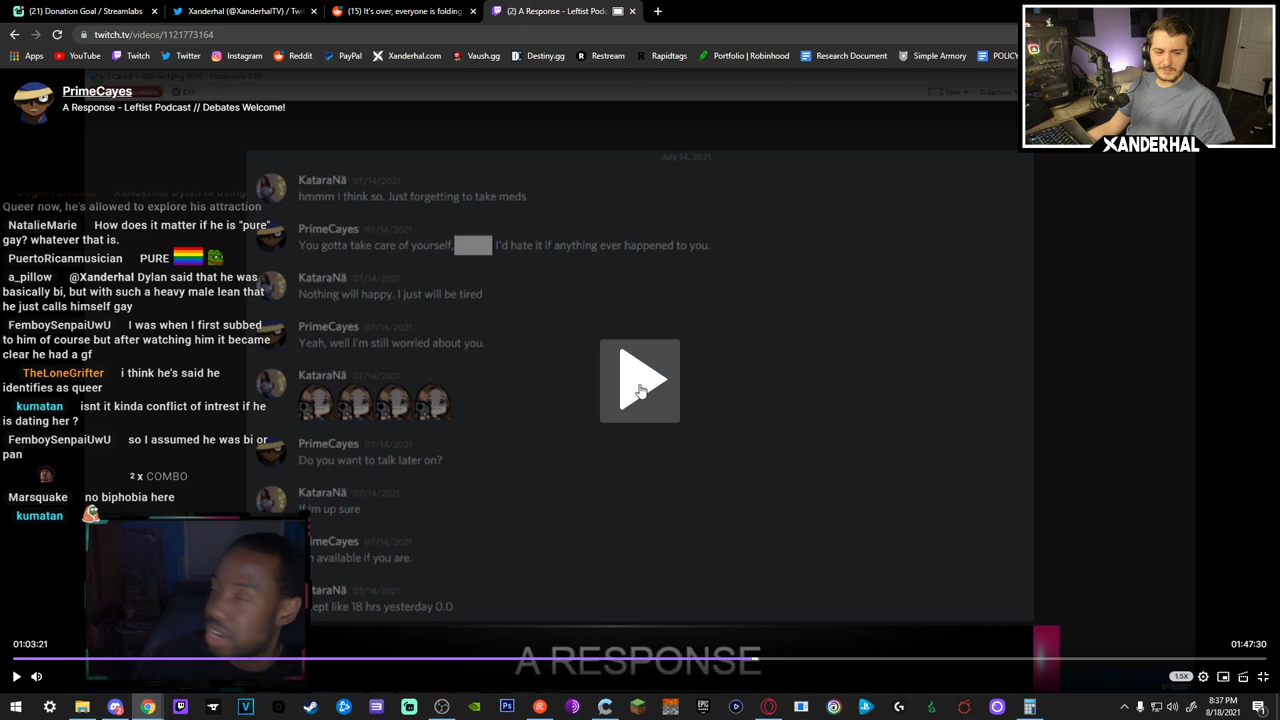 (21) Donation Goal / Streamlabs
Xanderhal (@XanderhalTV) / Twit
(15) It's over, everyone is folding
(2) A Response - Leftist Podc
twitch.tv/videos/1121773164
Apps
YouTube
Twitch
Twitter
Instagram
Reddit
PayPal
Xanderhal.com
Vaush.gg
Destiny.gg
Restream
Rapidtags
Portfolio | Robinhood
Research Document
Simple Armory
POLICY
PrimeCayes
A Response - Leftist Podcast // Debates Welcome!
XANDERHAL
July 14, 2021
KataraNä 07/14/2021
hmmm I think so. Just forgetting to take meds
PrimeCayes 07/14/2021
You gotta take care of yourself, I'd hate it if anything ever happened to you.
KataraNä 07/14/2021
Nothing will happy. I just will be tired
PrimeCayes 07/14/2021
Yeah, well I'm still worried about you.
KataraNä 07/14/2021
PrimeCayes 07/14/2021
Do you want to talk later on?
KataraNä 07/14/2021
If im up sure
rimeCayes 07/14/2021
available if you are.
ataraNä 07/14/2021
ept like 18 hrs yesterday 0.0
Queer now, he's allowed to explore his attraction
NatalieMarie How does it matter if he is "pure"
gay? whatever that is.
PuertoRicanmusician PURE
a_pillow @Xanderhal Dylan said that he was
basically bi, but with such a heavy male lean that
he just calls himself gay
FemboySenpaiUwU I was when I first subbed
to him of course but after watching him it became
clear he had a gf
TheLoneGrifter i think he's said he
identifies as queer
kumatan isnt it kinda conflict of intrest if he
is dating her ?
FemboySenpaiUwU so I assumed he was bi or
pan
2 x COMBO
Marsquake no biphobia here
kumatan
A RESPONSE
01:03:21
01:47:30
1.5X
8:37 PM
8/18/2021